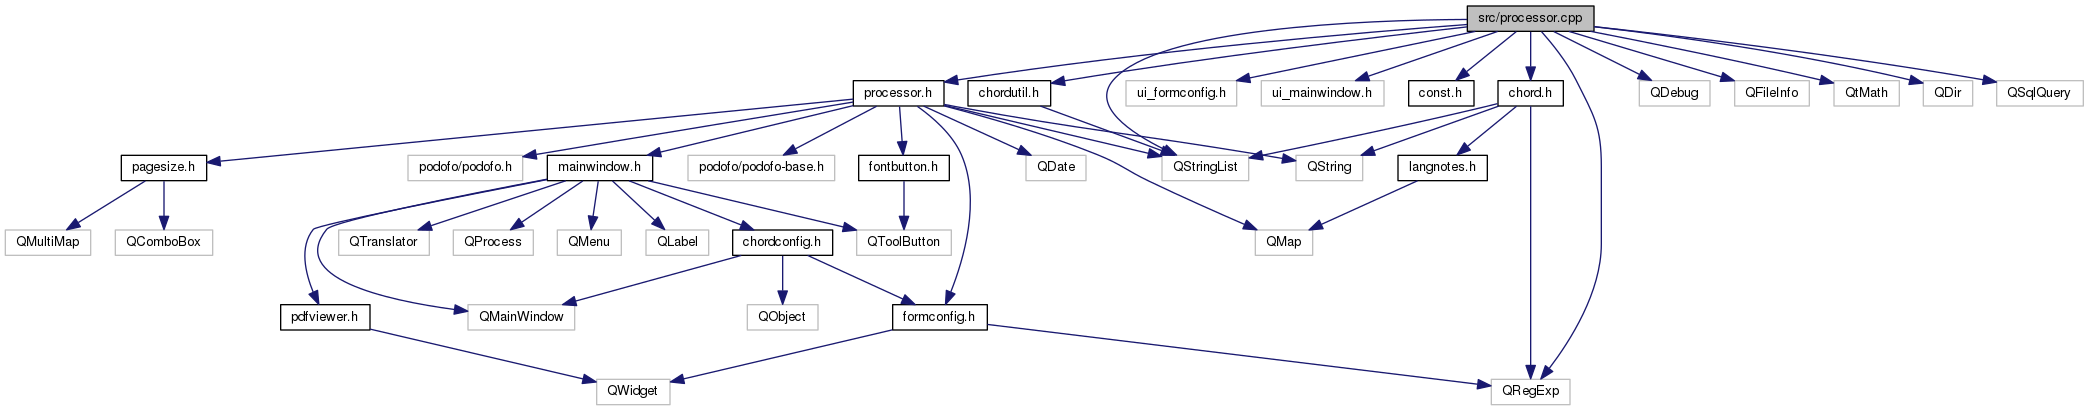 src/processor.cpp
processor.h
chordutil.h
ui_formconfig.h
ui_mainwindow.h
const.h
chord.h
QDebug
QFileInfo
QtMath
QDir
QSqlQuery
pagesize.h
podofo/podofo.h
mainwindow.h
podofo/podofo-base.h
fontbutton.h
QDate
QStringList
QString
langnotes.h
QMultiMap
QComboBox
QTranslator
QProcess
QMenu
QLabel
chordconfig.h
QToolButton
QMap
pdfviewer.h
QMainWindow
QObject
formconfig.h
QWidget
QRegExp